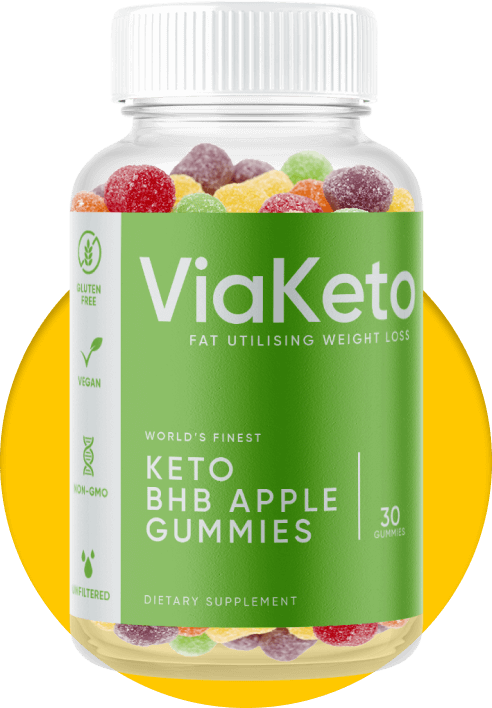 ViaKeto
FAT UTILISING WEIGHT LOSS
GLUTEN
FREE
VEGAN
NON-GMO
UNFILTERED
WORLD'S FINEST
KETO
BHB APPLE
GUMMIES
30
GUMMIES
DIETARY SUPPLEMENT